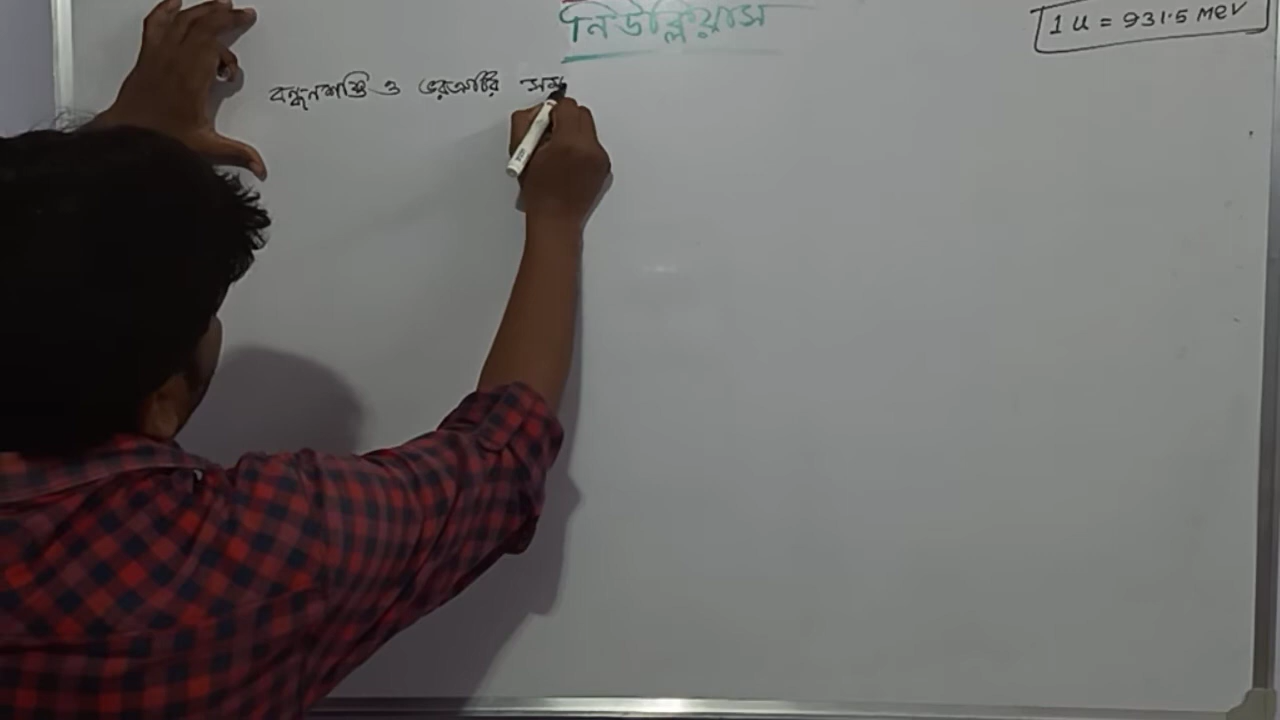 নিউক্লিয়াস
1 u = 931.5 MeV
বন্ধনশক্তি ও ভরত্রুটির